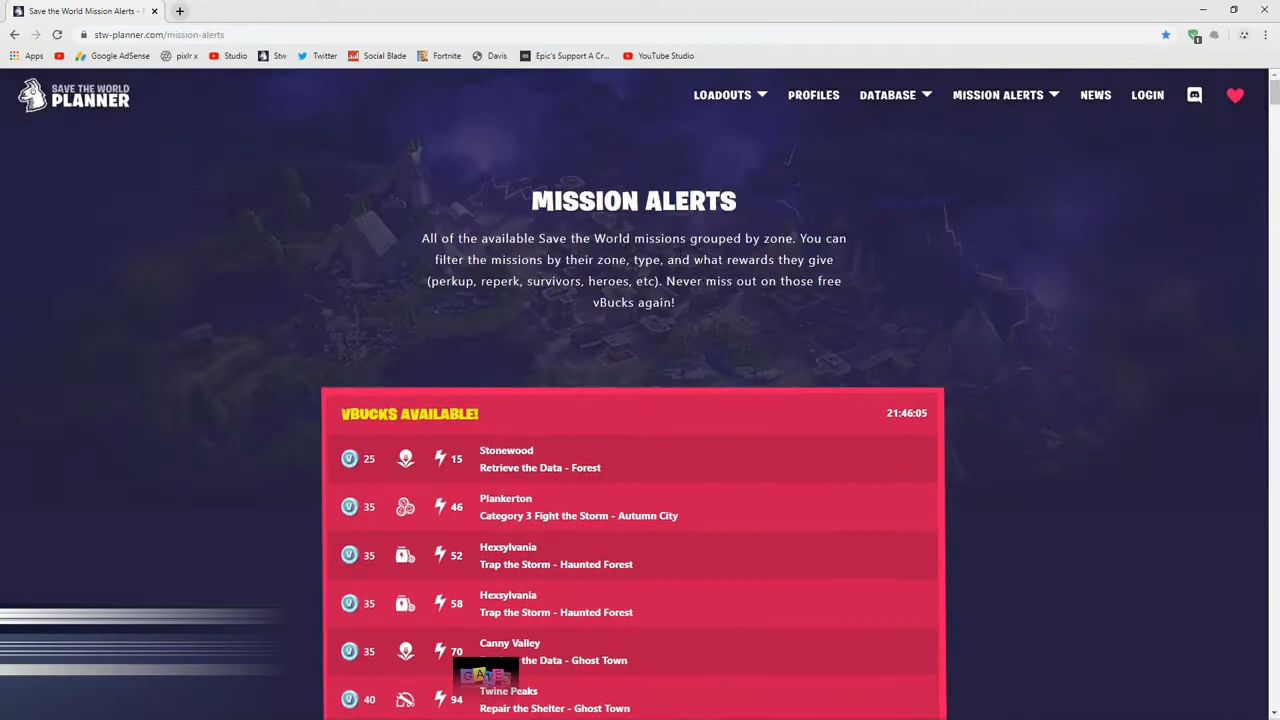 Save the World Mission Alerts - F
stw-planner.com/mission-alerts
Apps
Google AdSense
pixlr x
Studio
Stw
Twitter
Social Blade
Fortnite
Davis
Epic's Support A Cr...
YouTube Studio
SAVE THE WORLD
PLANNER
LOADOUTS
PROFILES
DATABASE
MISSION ALERTS
NEWS
LOGIN
MISSION ALERTS
All of the available Save the World missions grouped by zone. You can
filter the missions by their zone, type, and what rewards they give
(perkup, reperk, survivors, heroes, etc). Never miss out on those free
vBucks again!
VBUCKS AVAILABLE!
21:46:05
25 15 Stonewood
Retrieve the Data - Forest
35 46 Plankerton
Category 3 Fight the Storm - Autumn City
35 52 Hexsylvania
Trap the Storm - Haunted Forest
35 58 Hexsylvania
Trap the Storm - Haunted Forest
35 70 Canny Valley
the Data - Ghost Town
GAVES
40 94 Twine Peaks
Repair the Shelter - Ghost Town